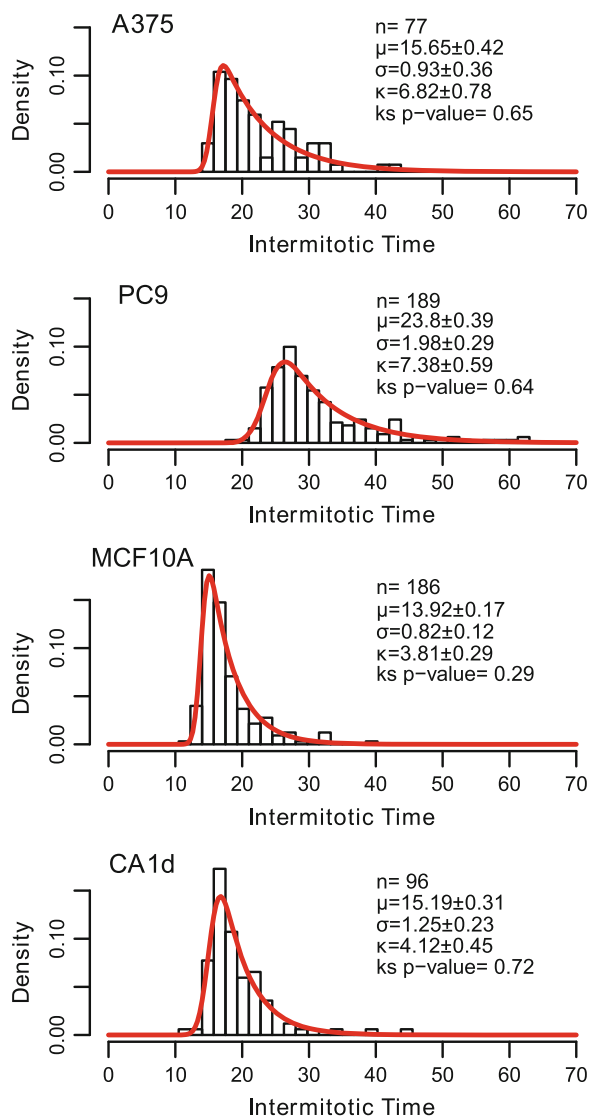 A375
n= 77
μ=15.65±0.42
σ=0.93±0.36
κ=6.82±0.78
ks p−value= 0.65
Density
0.00 0.10
0 10 20 30 40 50 60 70
Intermitotic Time
PC9
n= 189
μ=23.8±0.39
σ=1.98±0.29
κ=7.38±0.59
ks p−value= 0.64
Density
0.00 0.10
0 10 20 30 40 50 60 70
Intermitotic Time
MCF10A
n= 186
μ=13.92±0.17
σ=0.82±0.12
κ=3.81±0.29
ks p−value= 0.29
Density
0.00 0.10
0 10 20 30 40 50 60 70
Intermitotic Time
CA1d
n= 96
μ=15.19±0.31
σ=1.25±0.23
κ=4.12±0.45
ks p−value= 0.72
Density
0.00 0.10
0 10 20 30 40 50 60 70
Intermitotic Time